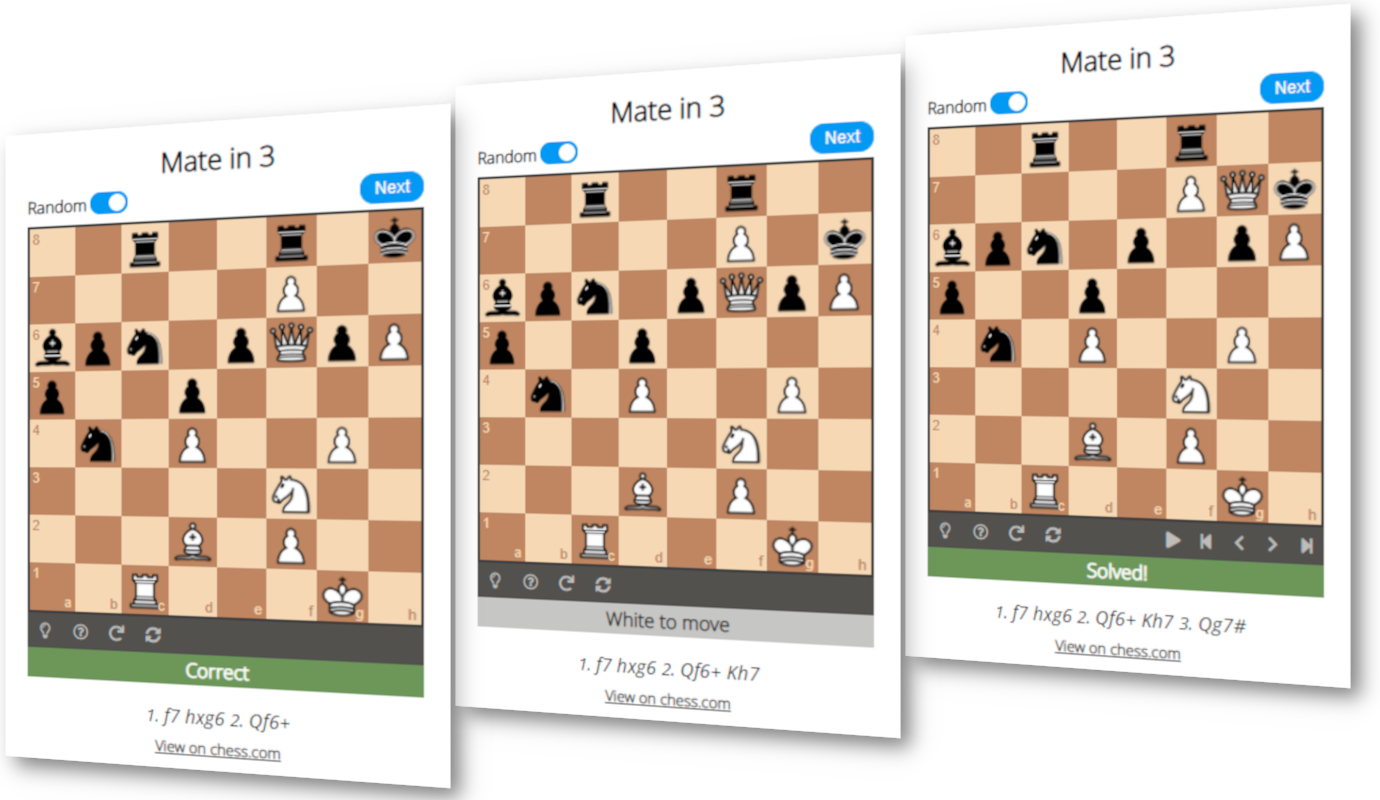 Mate in 3
Random
Next
8
7
6
5
4
3
2
1
a b c d e f g h
Correct
1. f7 hxg6 2. Qf6+
View on chess.com
Mate in 3
Random
Next
8
7
6
5
4
3
2
1
a b c d e f g h
White to move
1. f7 hxg6 2. Qf6+ Kh7
View on chess.com
Mate in 3
Random
Next
8
7
6
5
4
3
2
1
a b c d e f g h
Solved!
1. f7 hxg6 2. Qf6+ Kh7 3. Qg7#
View on chess.com